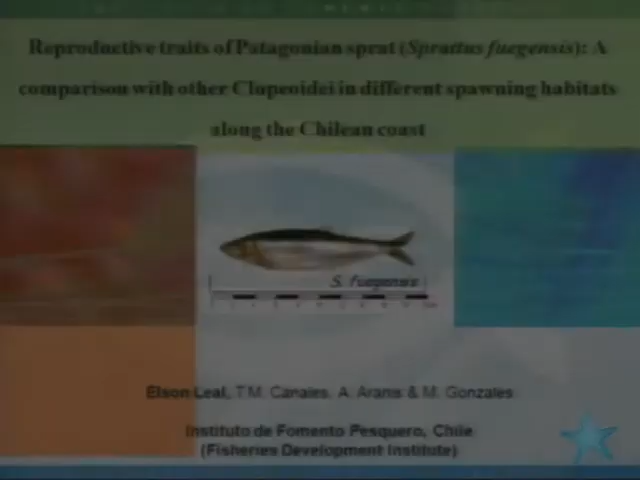 Reproductive traits of Patagonian sprat (Sprattus fuegensis): A
comparison with other Clupeoidei in different spawning habitats
along the Chilean coast
S. fuegensis
Elson Leal, T.M. Canales, A. Aranis & M. Gonzales
Instituto de Fomento Pesquero, Chile
(Fisheries Development Institute)